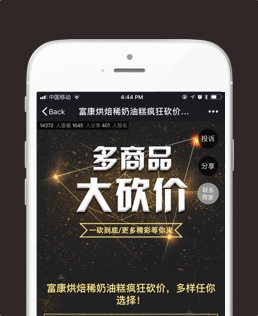 中国移动 4:44 PM
Back 富康烘焙稀奶油糕疯狂砍价...
14372 人查看 1645 人分享 401 人报名
投诉
多商品
分享
大砍价
联系
商家
一砍到底/更多精彩等你来
富康烘焙稀奶油糕疯狂砍价，多样任你
选择！